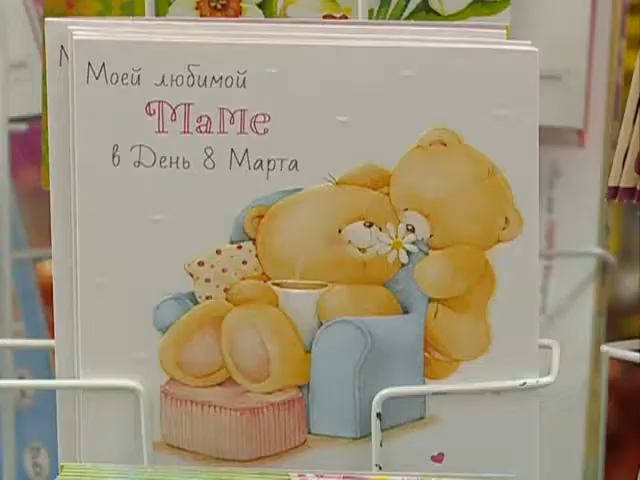 Моей любимой
Маме
в День 8 Марта